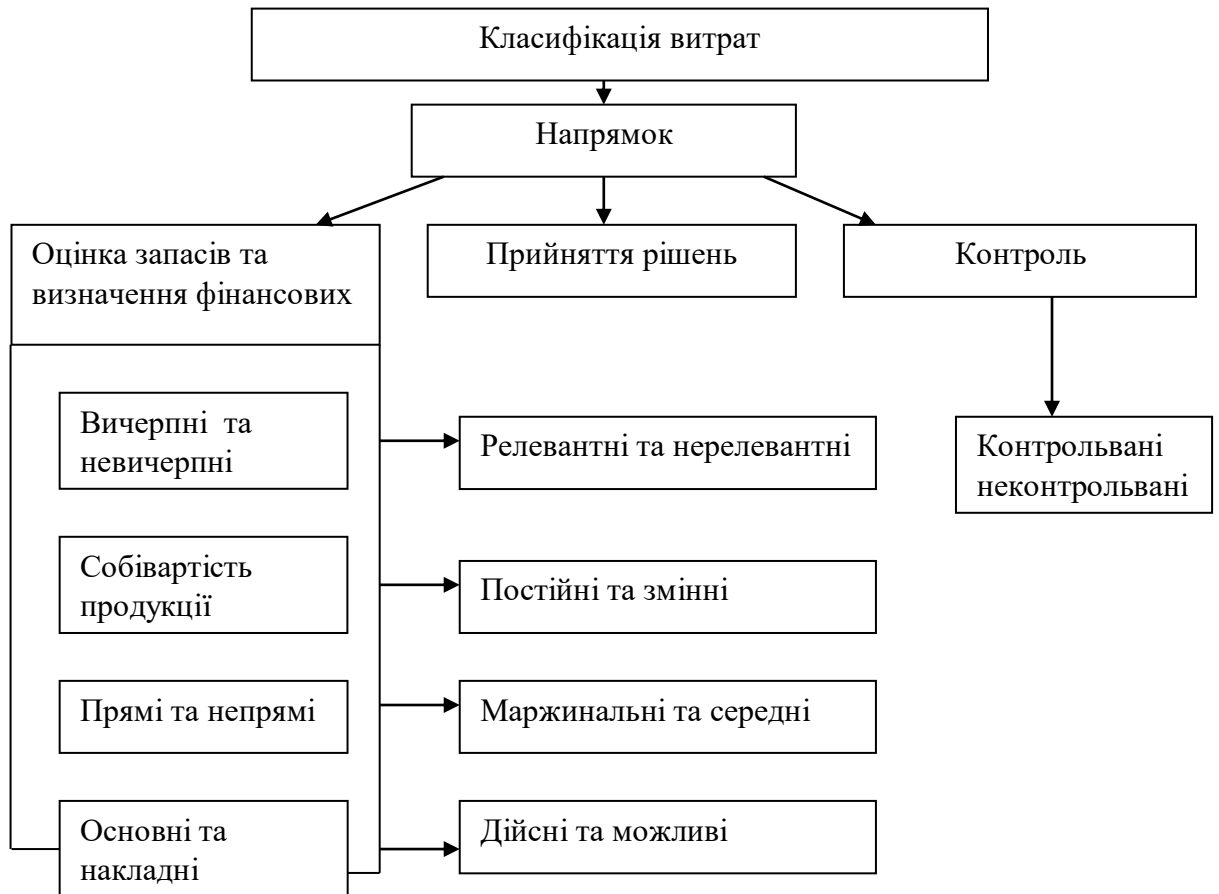 Класифікація витрат
Напрямок
Оцінка запасів та
визначення фінансових
Прийняття рішень
Контроль
Вичерпні та
невичерпні
Релевантні та нерелевантні
Контрольвані
неконтрольвані
Собівартість
продукції
Постійні та змінні
Прямі та непрямі
Маржинальні та середні
Основні та
накладні
Дійсні та можливі